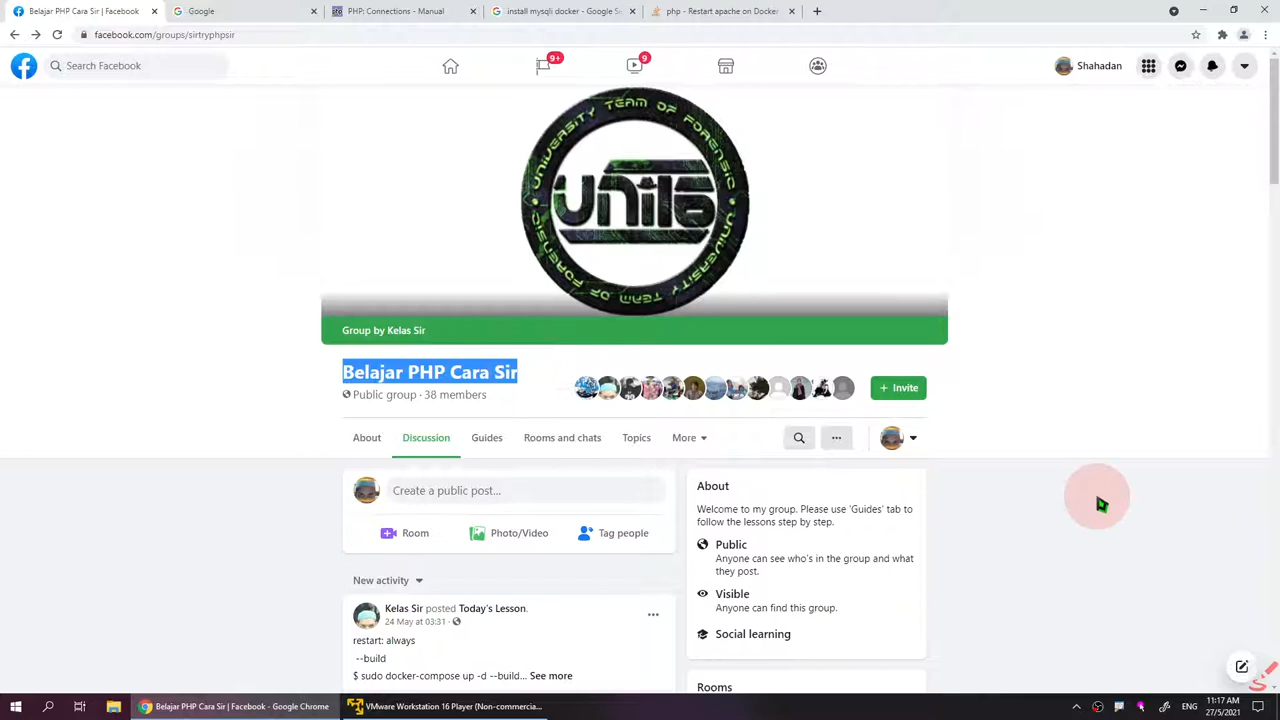 Belajar PHP Cara Sir | Facebook
Google
PHP: Connections - Manual
install mysqli docker - Google Se
php - Restart apache on Docker
facebook.com/groups/sirtryphpsir
Search Facebook
9+
9
Shahadan
UNIVERSITY TEAM OF FORENSIC
UNIVERSITY TEAM OF FORENSIC
Group by Kelas Sir
Belajar PHP Cara Sir
Public group · 38 members
+ Invite
About
Discussion
Guides
Rooms and chats
Topics
More
Create a public post...
Room
Photo/Video
Tag people
New activity
Kelas Sir posted Today's Lesson.
24 May at 03:31 ·
restart: always
--build
$ sudo docker-compose up -d --build... See more
About
Welcome to my group. Please use 'Guides' tab to
follow the lessons step by step.
Public
Anyone can see who's in the group and what
they post.
Visible
Anyone can find this group.
Social learning
Rooms
Belajar PHP Cara Sir | Facebook - Google Chrome
VMware Workstation 16 Player (Non-commercia...
ENG
11:17 AM
27/5/2021